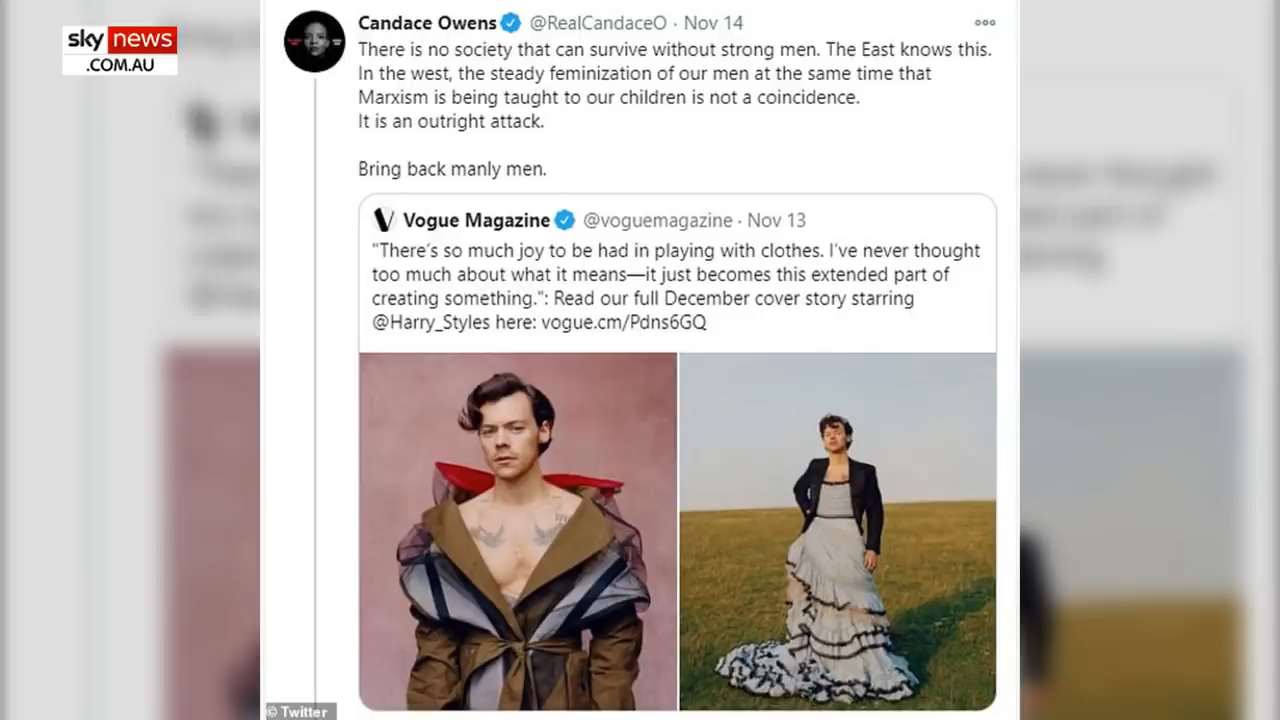 sky news
.COM.AU
Candace Owens @RealCandaceO · Nov 14
There is no society that can survive without strong men. The East knows this.
In the west, the steady feminization of our men at the same time that
Marxism is being taught to our children is not a coincidence.
It is an outright attack.
Bring back manly men.
V Vogue Magazine @voguemagazine · Nov 13
"There's so much joy to be had in playing with clothes. I've never thought
too much about what it means—it just becomes this extended part of
creating something.": Read our full December cover story starring
@Harry_Styles here: vogue.cm/Pdns6GQ
© Twitter